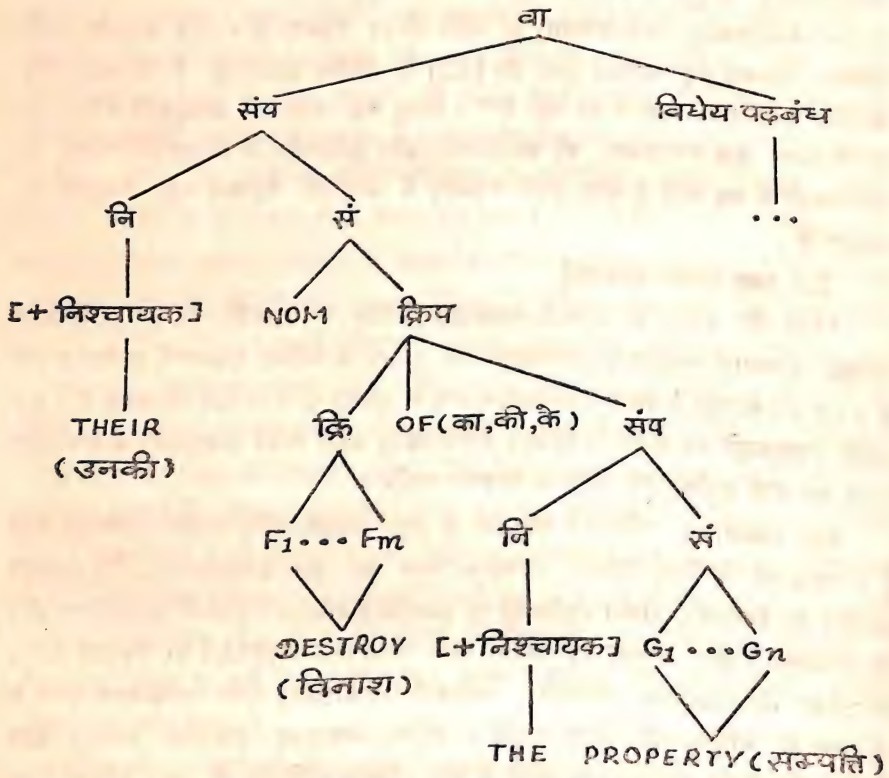 वा
संप विधेय पदबंध
नि सं ...
[+ निश्चायक] NOM क्रिप
THEIR क्रि OF(का,की,के) संप
(उनकी)
F1...Fm नि सं
DESTROY [+निश्चायक] G1...Gn
(विनाश)
THE PROPERTY(सम्पत्ति)